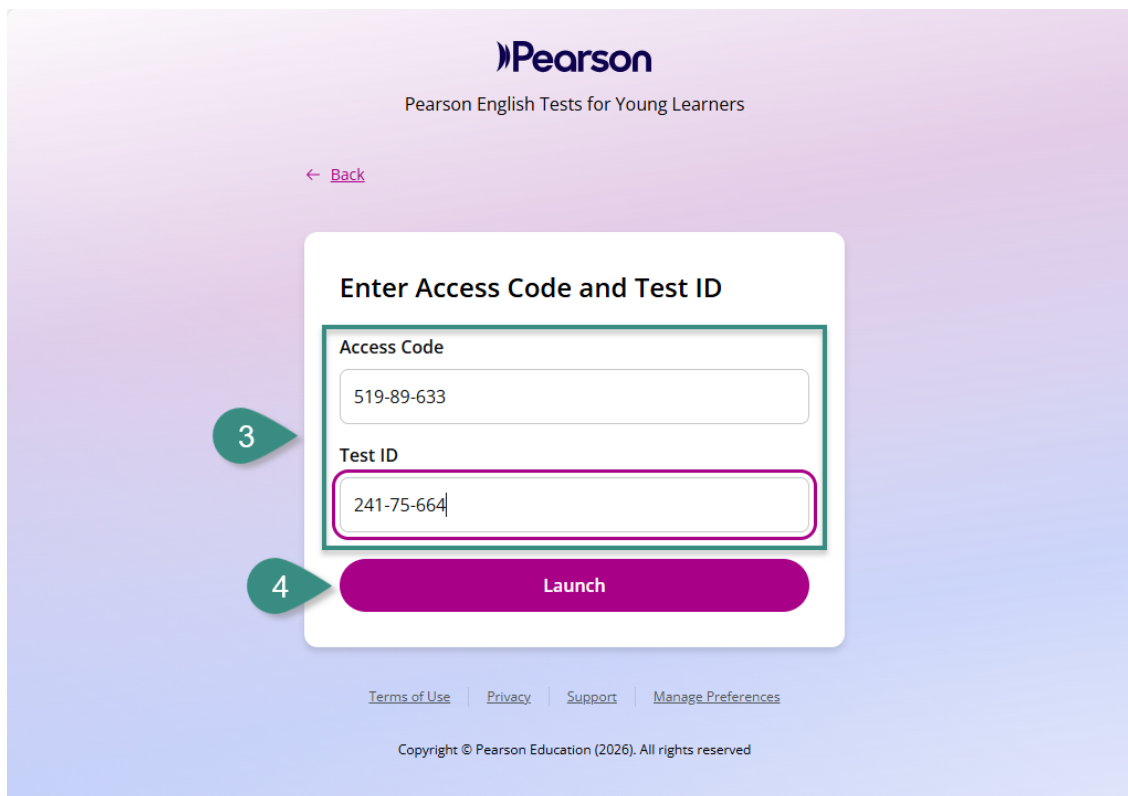 Pearson
Pearson English Tests for Young Learners
← Back
Enter Access Code and Test ID
Access Code
519-89-633
3
Test ID
241-75-664
4
Launch
Terms of Use
Privacy
Support
Manage Preferences
Copyright © Pearson Education (2026). All rights reserved